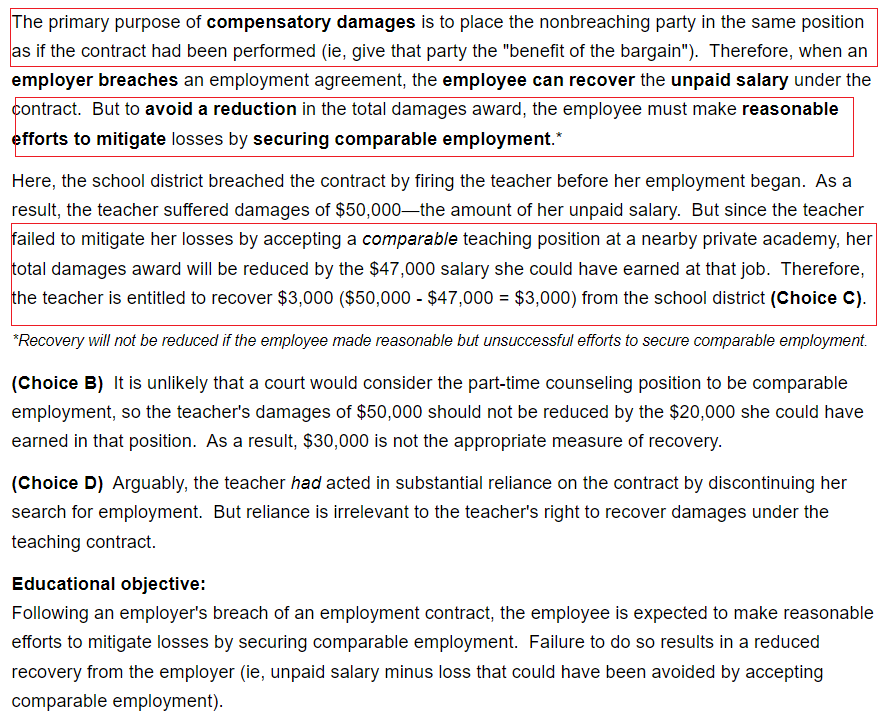 The primary purpose of compensatory damages is to place the nonbreaching party in the same position
as if the contract had been performed (ie, give that party the "benefit of the bargain").  Therefore, when an
employer breaches an employment agreement, the employee can recover the unpaid salary under the
contract.  But to avoid a reduction in the total damages award, the employee must make reasonable
efforts to mitigate losses by securing comparable employment.*
Here, the school district breached the contract by firing the teacher before her employment began.  As a
result, the teacher suffered damages of $50,000—the amount of her unpaid salary.  But since the teacher
failed to mitigate her losses by accepting a comparable teaching position at a nearby private academy, her
total damages award will be reduced by the $47,000 salary she could have earned at that job.  Therefore,
the teacher is entitled to recover $3,000 ($50,000 - $47,000 = $3,000) from the school district (Choice C).
*Recovery will not be reduced if the employee made reasonable but unsuccessful efforts to secure comparable employment.
(Choice B)  It is unlikely that a court would consider the part-time counseling position to be comparable
employment, so the teacher's damages of $50,000 should not be reduced by the $20,000 she could have
earned in that position.  As a result, $30,000 is not the appropriate measure of recovery.
(Choice D)  Arguably, the teacher had acted in substantial reliance on the contract by discontinuing her
search for employment.  But reliance is irrelevant to the teacher's right to recover damages under the
teaching contract.
Educational objective:
Following an employer's breach of an employment contract, the employee is expected to make reasonable
efforts to mitigate losses by securing comparable employment.  Failure to do so results in a reduced
recovery from the employer (ie, unpaid salary minus loss that could have been avoided by accepting
comparable employment).